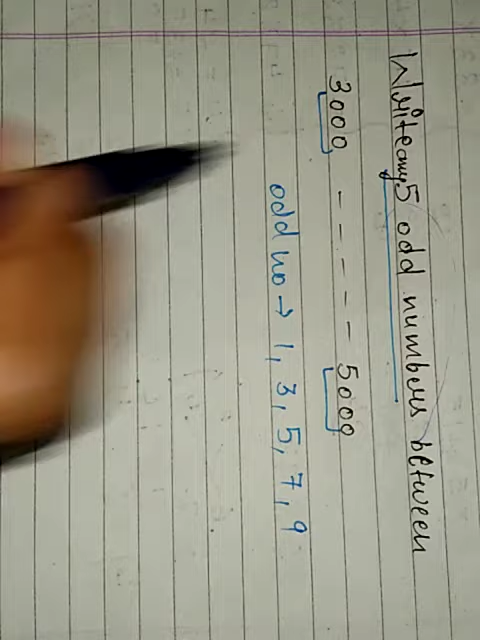 Write any 5 odd numbers between
3000 - - - - - 5000
odd no → 1, 3, 5, 7, 9